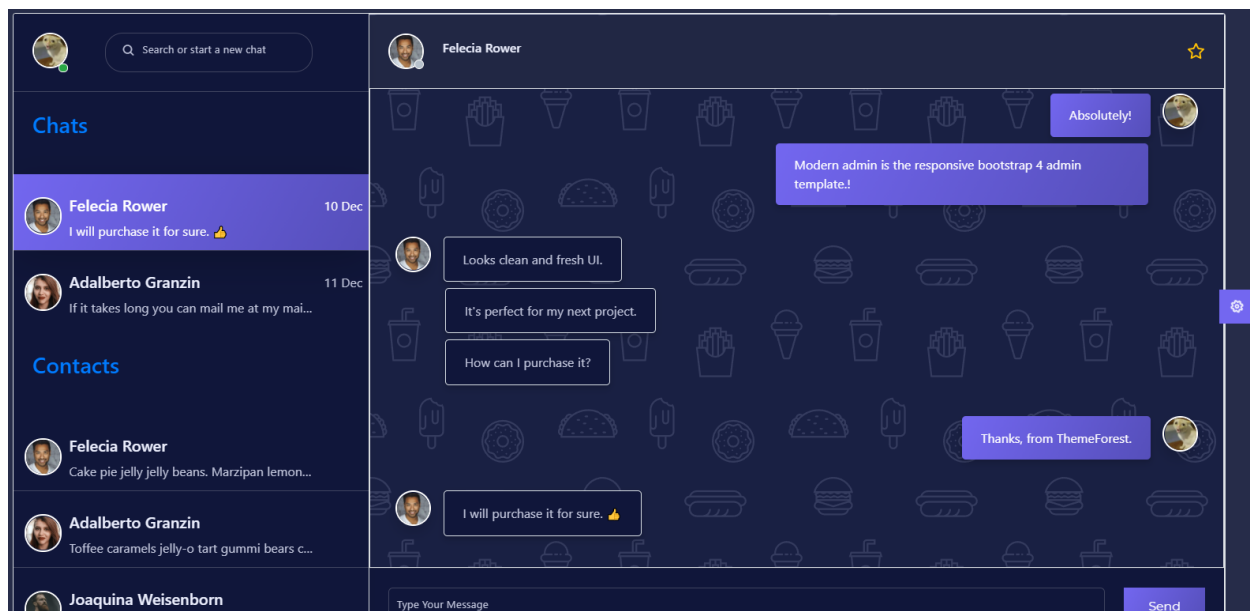 Search or start a new chat
Chats
Felecia Rower
10 Dec
I will purchase it for sure. 👍
Adalberto Granzin
11 Dec
If it takes long you can mail me at my mai...
Contacts
Felecia Rower
Cake pie jelly jelly beans. Marzipan lemon...
Adalberto Granzin
Toffee caramels jelly-o tart gummi bears c...
Joaquina Weisenborn
Felecia Rower
Absolutely!
Modern admin is the responsive bootstrap 4 admin
template.!
Looks clean and fresh UI.
It's perfect for my next project.
How can I purchase it?
Thanks, from ThemeForest.
I will purchase it for sure. 👍
Type Your Message
Send